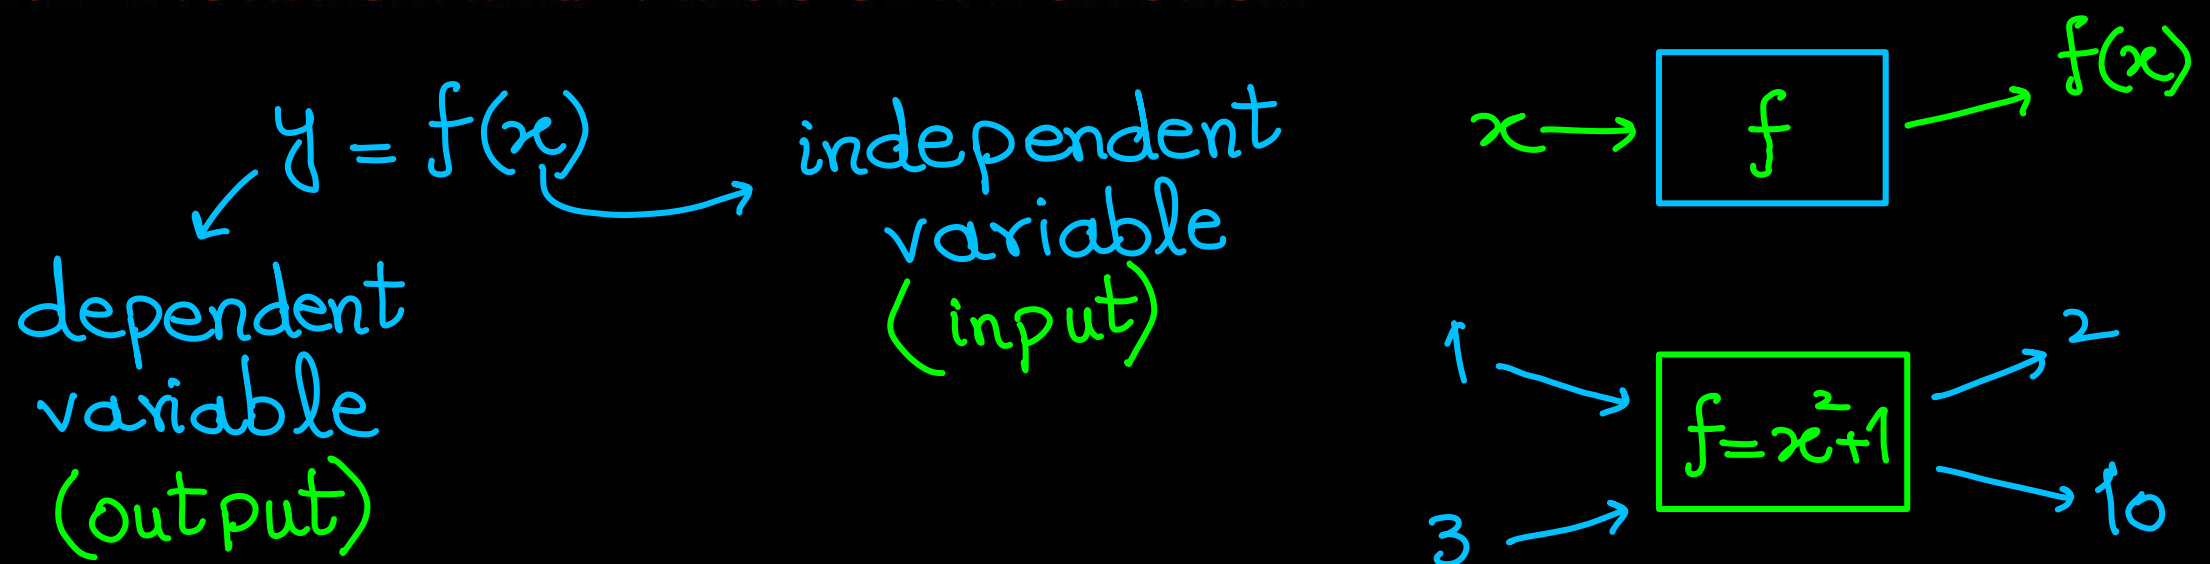 y = f(x)
independent
variable
(input)
dependent
variable
(output)
x
f
f(x)
1
3
f=x²+1
2
10